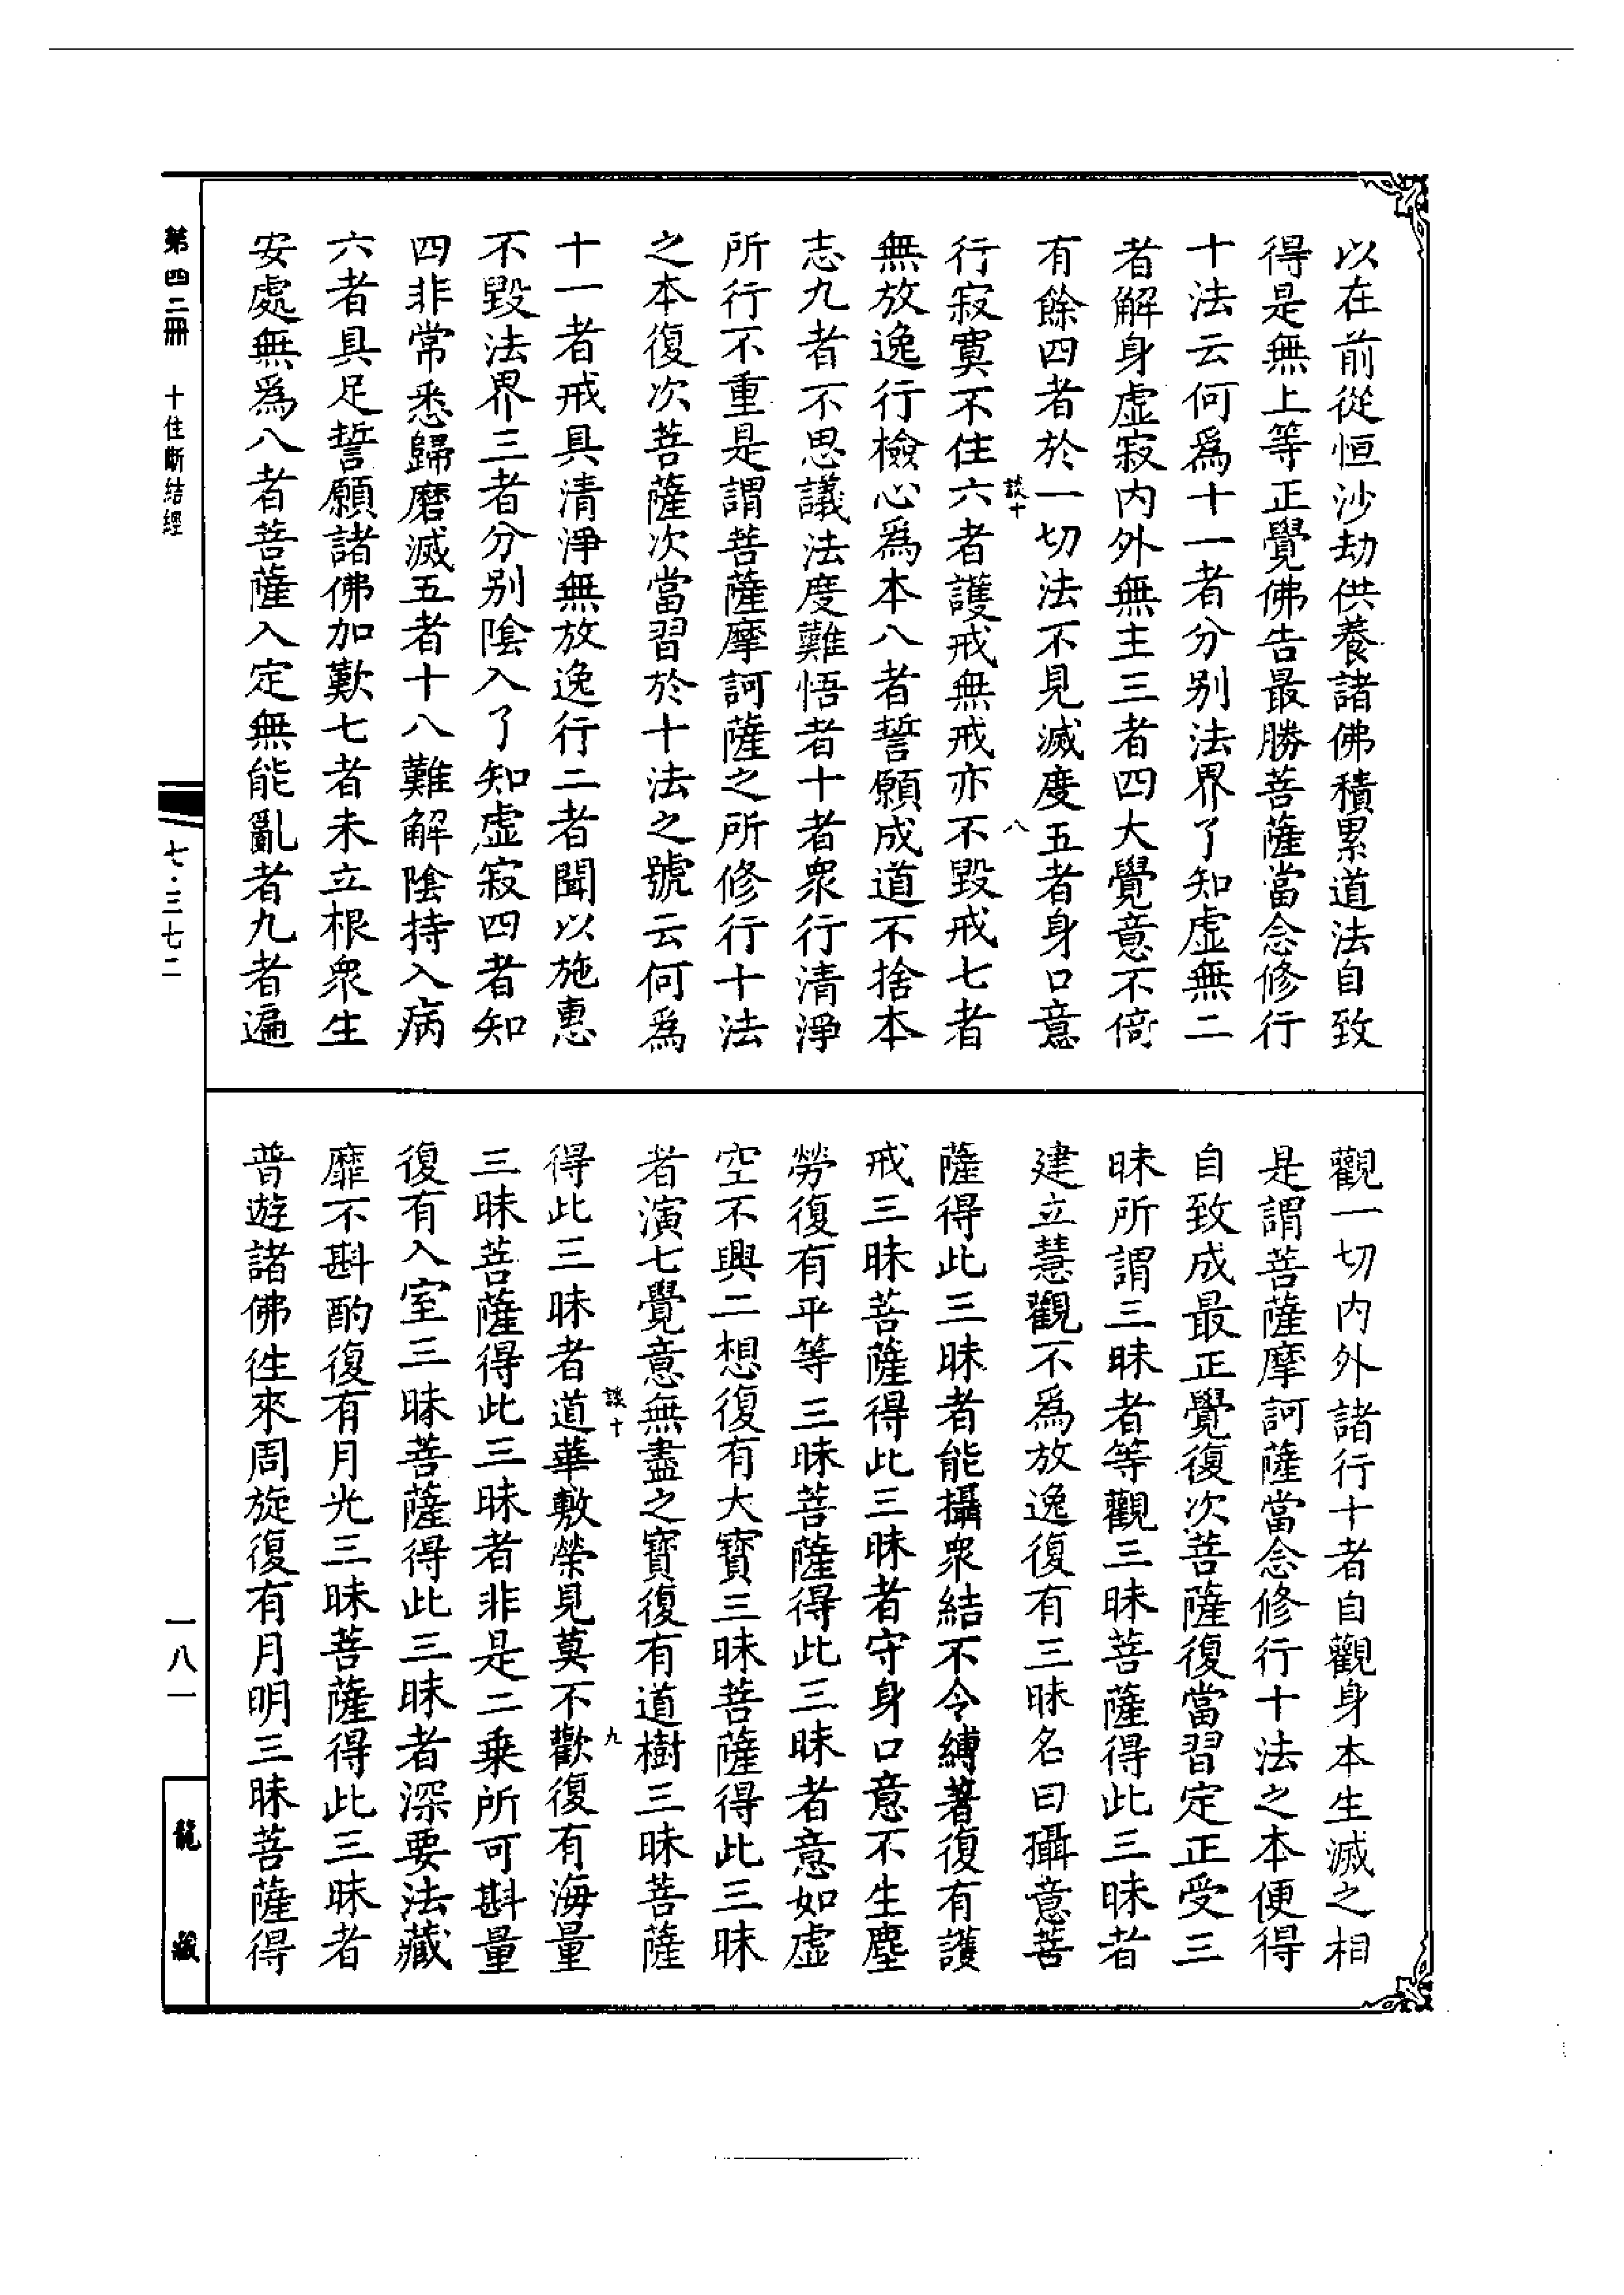 以在前從恒沙劫供養諸佛積累道法自致
得是無上等正覺佛告最勝菩薩當念修行
十法云何爲十一者分别法界了知虛無二
者解身虛寂内外無主三者四大覺意不倚
有餘四者於一切法不見滅度五者身口意
談十 八
行寂寞不住六者護戒無戒亦不毀戒七者
無放逸行檢心爲本八者誓願成道不捨本
志九者不思議法度難悟者十者衆行清淨
所行不重是謂菩薩摩訶薩之所修行十法
之本復次菩薩次當習於十法之號云何爲
十一者戒具清淨無放逸行二者聞以施惠
不毀法界三者分别陰入了知虛寂四者知
四非常悉歸磨滅五者十八難解陰持入病
六者具足誓願諸佛加歎七者未立根衆生
安處無爲八者菩薩入定無能亂者九者遍
觀一切内外諸行十者自觀身本生滅之相
是謂菩薩摩訶薩當念修行十法之本便得
自致成最正覺復次菩薩復當習定正受三
昧所謂三昧者等觀三昧菩薩得此三昧者
建立慧觀不爲放逸復有三昧名曰攝意菩
薩得此三昧者能攝衆結不令縛著復有護
戒三昧菩薩得此三昧者守身口意不生塵
勞復有平等三昧菩薩得此三昧者意如虛
空不興二想復有大寶三昧菩薩得此三昧
者演七覺意無盡之寶復有道樹三昧菩薩
談十 九
得此三昧者道華敷榮見莫不歡復有海量
三昧菩薩得此三昧者非是二乗所可斟量
復有入室三昧菩薩得此三昧者深要法藏
靡不斟酌復有月光三昧菩薩得此三昧者
普遊諸佛徃來周旋復有月明三昧菩薩得
第四二冊 十住斷結經
七·三七二
一八一
龍藏